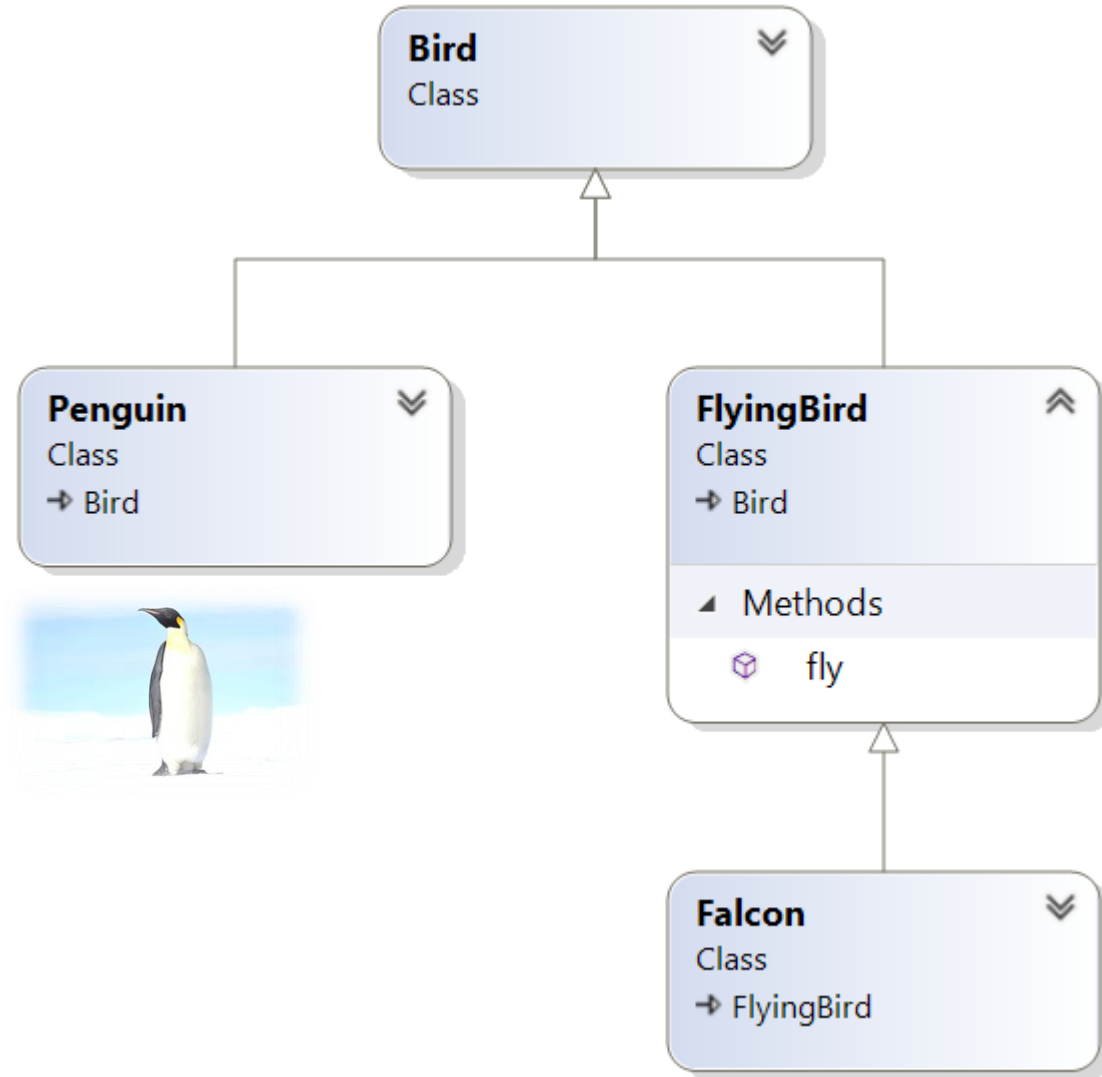 Bird
Class
Penguin
Class
Bird
FlyingBird
Class
Bird
Methods
fly
Falcon
Class
FlyingBird